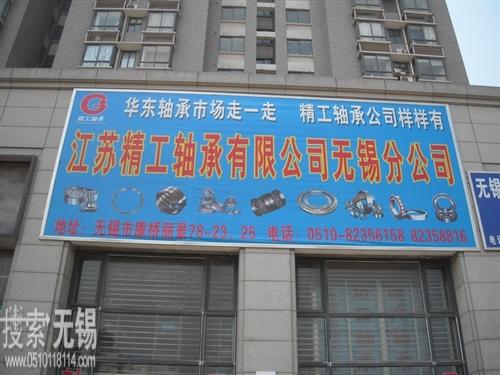 精工轴承
华东轴承市场走一走 精工轴承公司样样有
江苏精工轴承有限公司无锡分公司
地址：无锡市康桥丽景78-23、25 电话：0510-82356158 82358816
无锡
电话
搜索无锡
www.0510118114.com